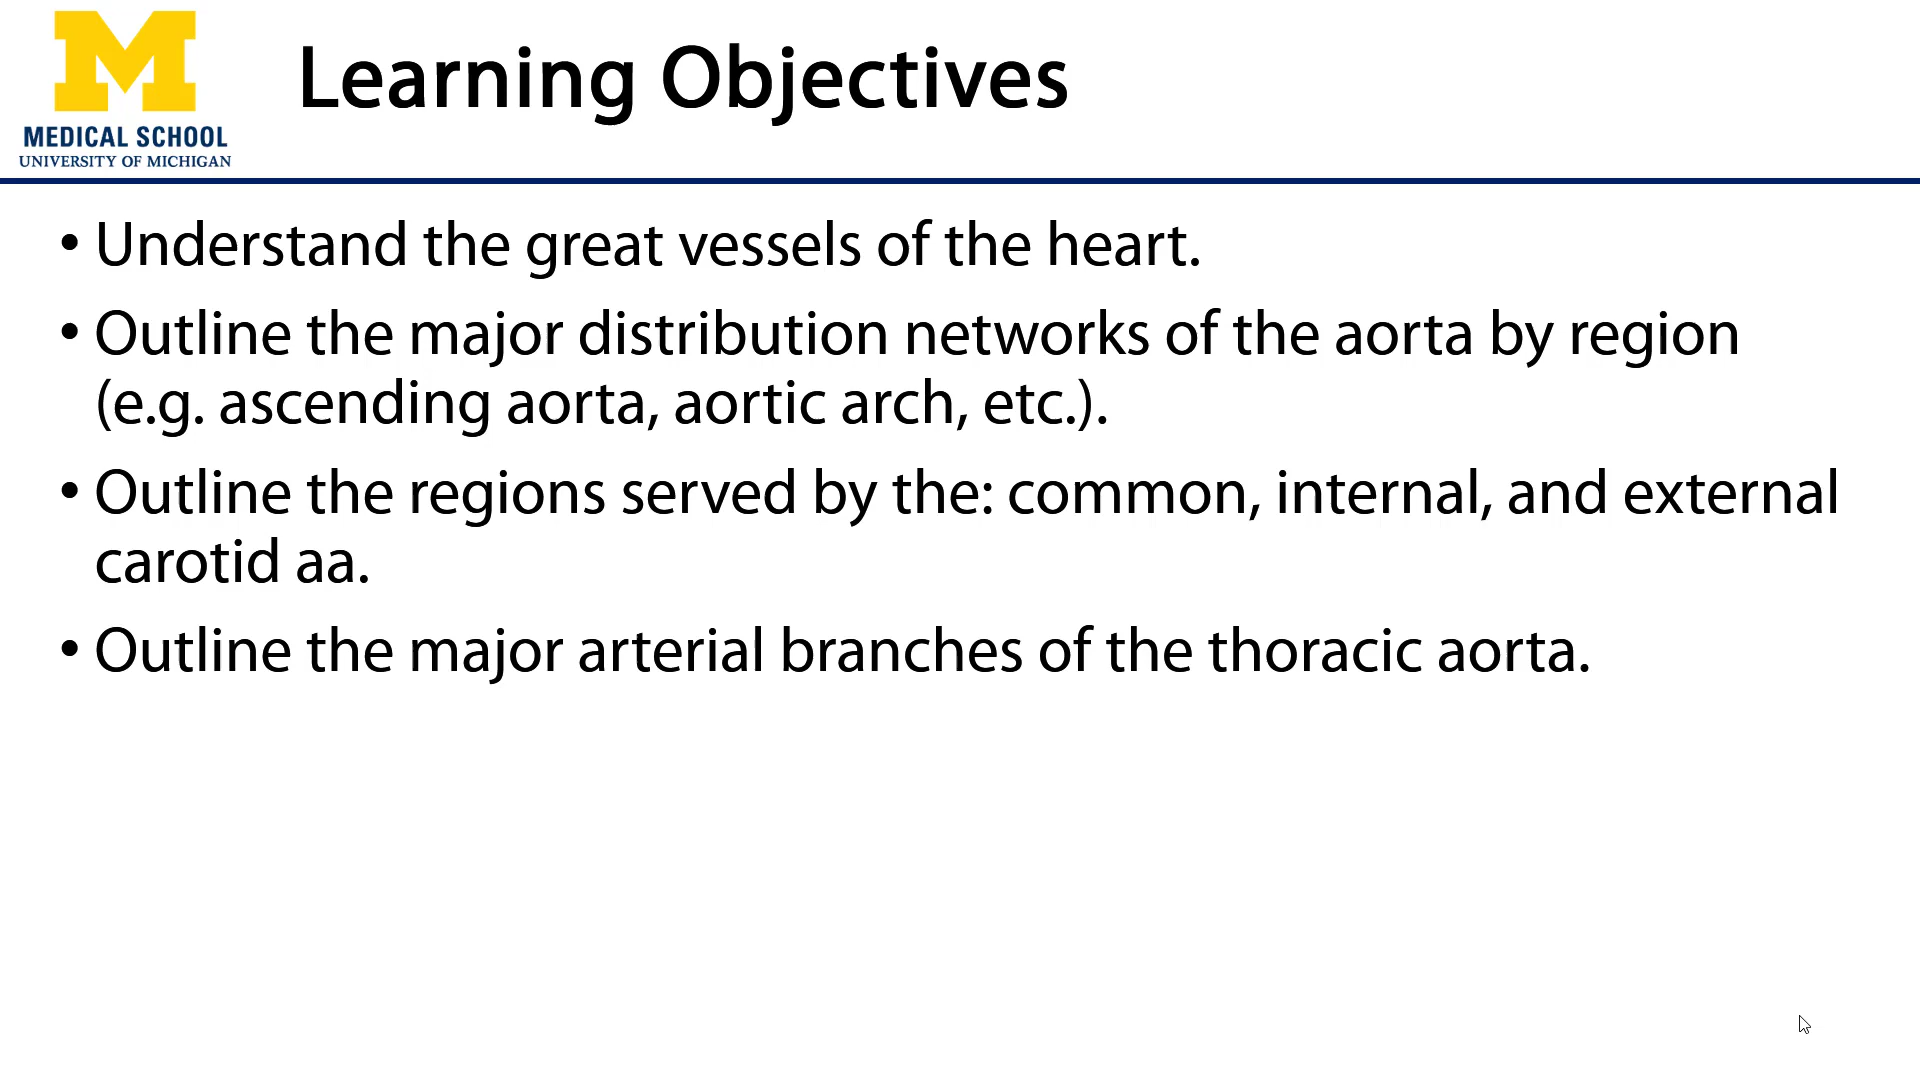 M
MEDICAL SCHOOL
UNIVERSITY OF MICHIGAN
Learning Objectives
• Understand the great vessels of the heart.
• Outline the major distribution networks of the aorta by region
(e.g. ascending aorta, aortic arch, etc.).
• Outline the regions served by the: common, internal, and external
carotid aa.
• Outline the major arterial branches of the thoracic aorta.